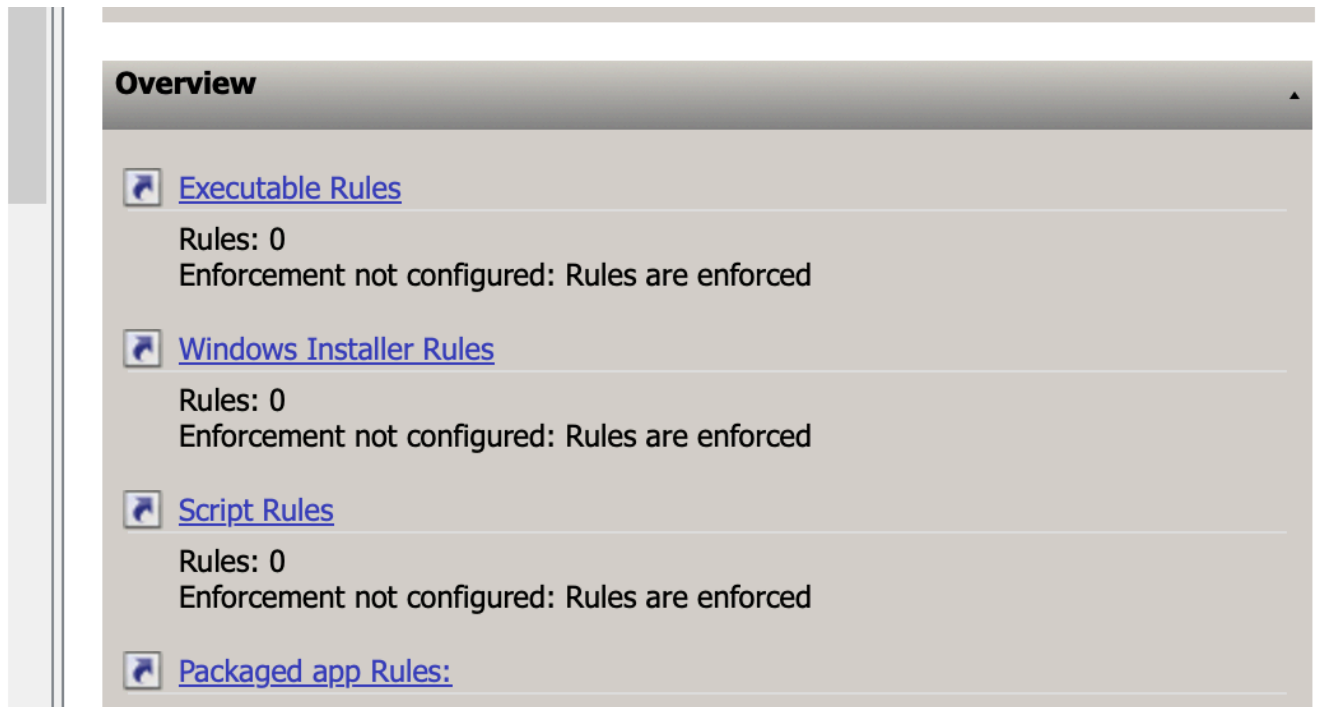 Overview
Executable Rules
Rules: 0
Enforcement not configured: Rules are enforced
Windows Installer Rules
Rules: 0
Enforcement not configured: Rules are enforced
Script Rules
Rules: 0
Enforcement not configured: Rules are enforced
Packaged app Rules: